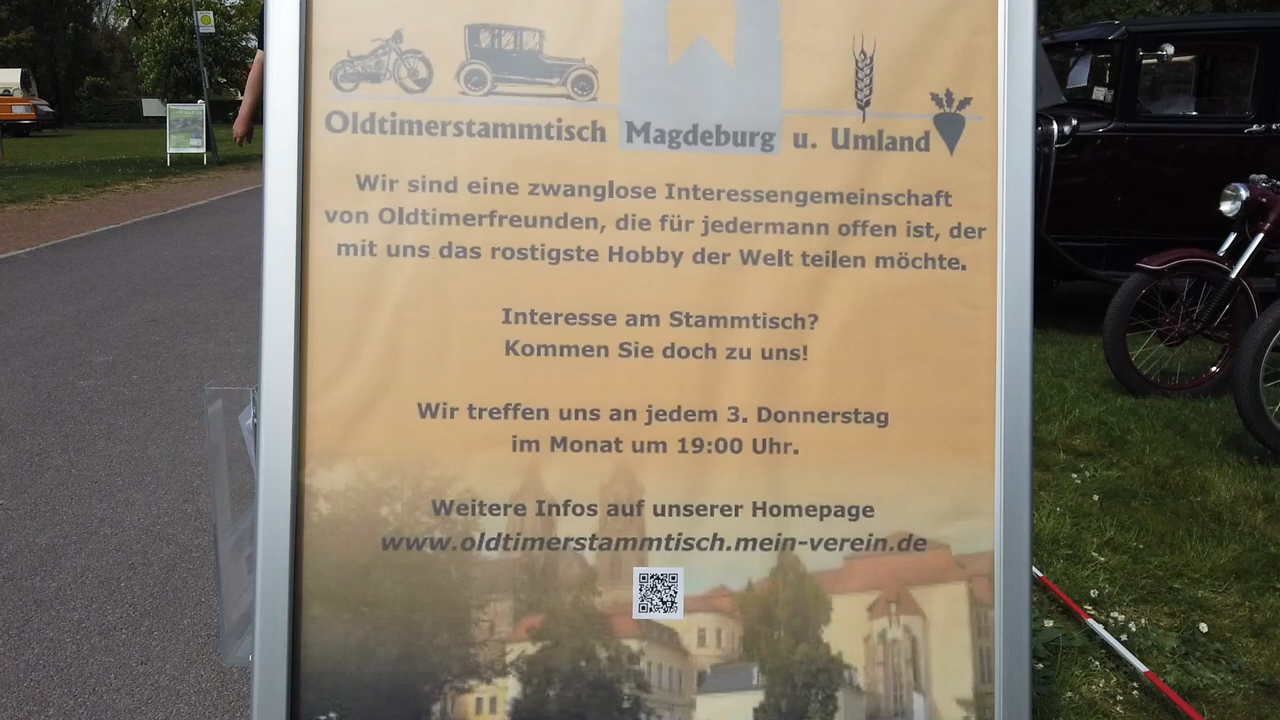 Oldtimerstammtisch Magdeburg u. Umland
Wir sind eine zwanglose Interessengemeinschaft
von Oldtimerfreunden, die für jedermann offen ist, der
mit uns das rostigste Hobby der Welt teilen möchte.
Interesse am Stammtisch?
Kommen Sie doch zu uns!
Wir treffen uns an jedem 3. Donnerstag
im Monat um 19:00 Uhr.
Weitere Infos auf unserer Homepage
www.oldtimerstammtisch.mein-verein.de